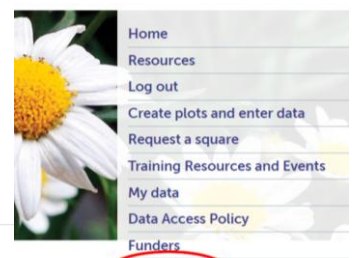 Home
Resources
Log out
Create plots and enter data
Request a square
Training Resources and Events
My data
Data Access Policy
Funders